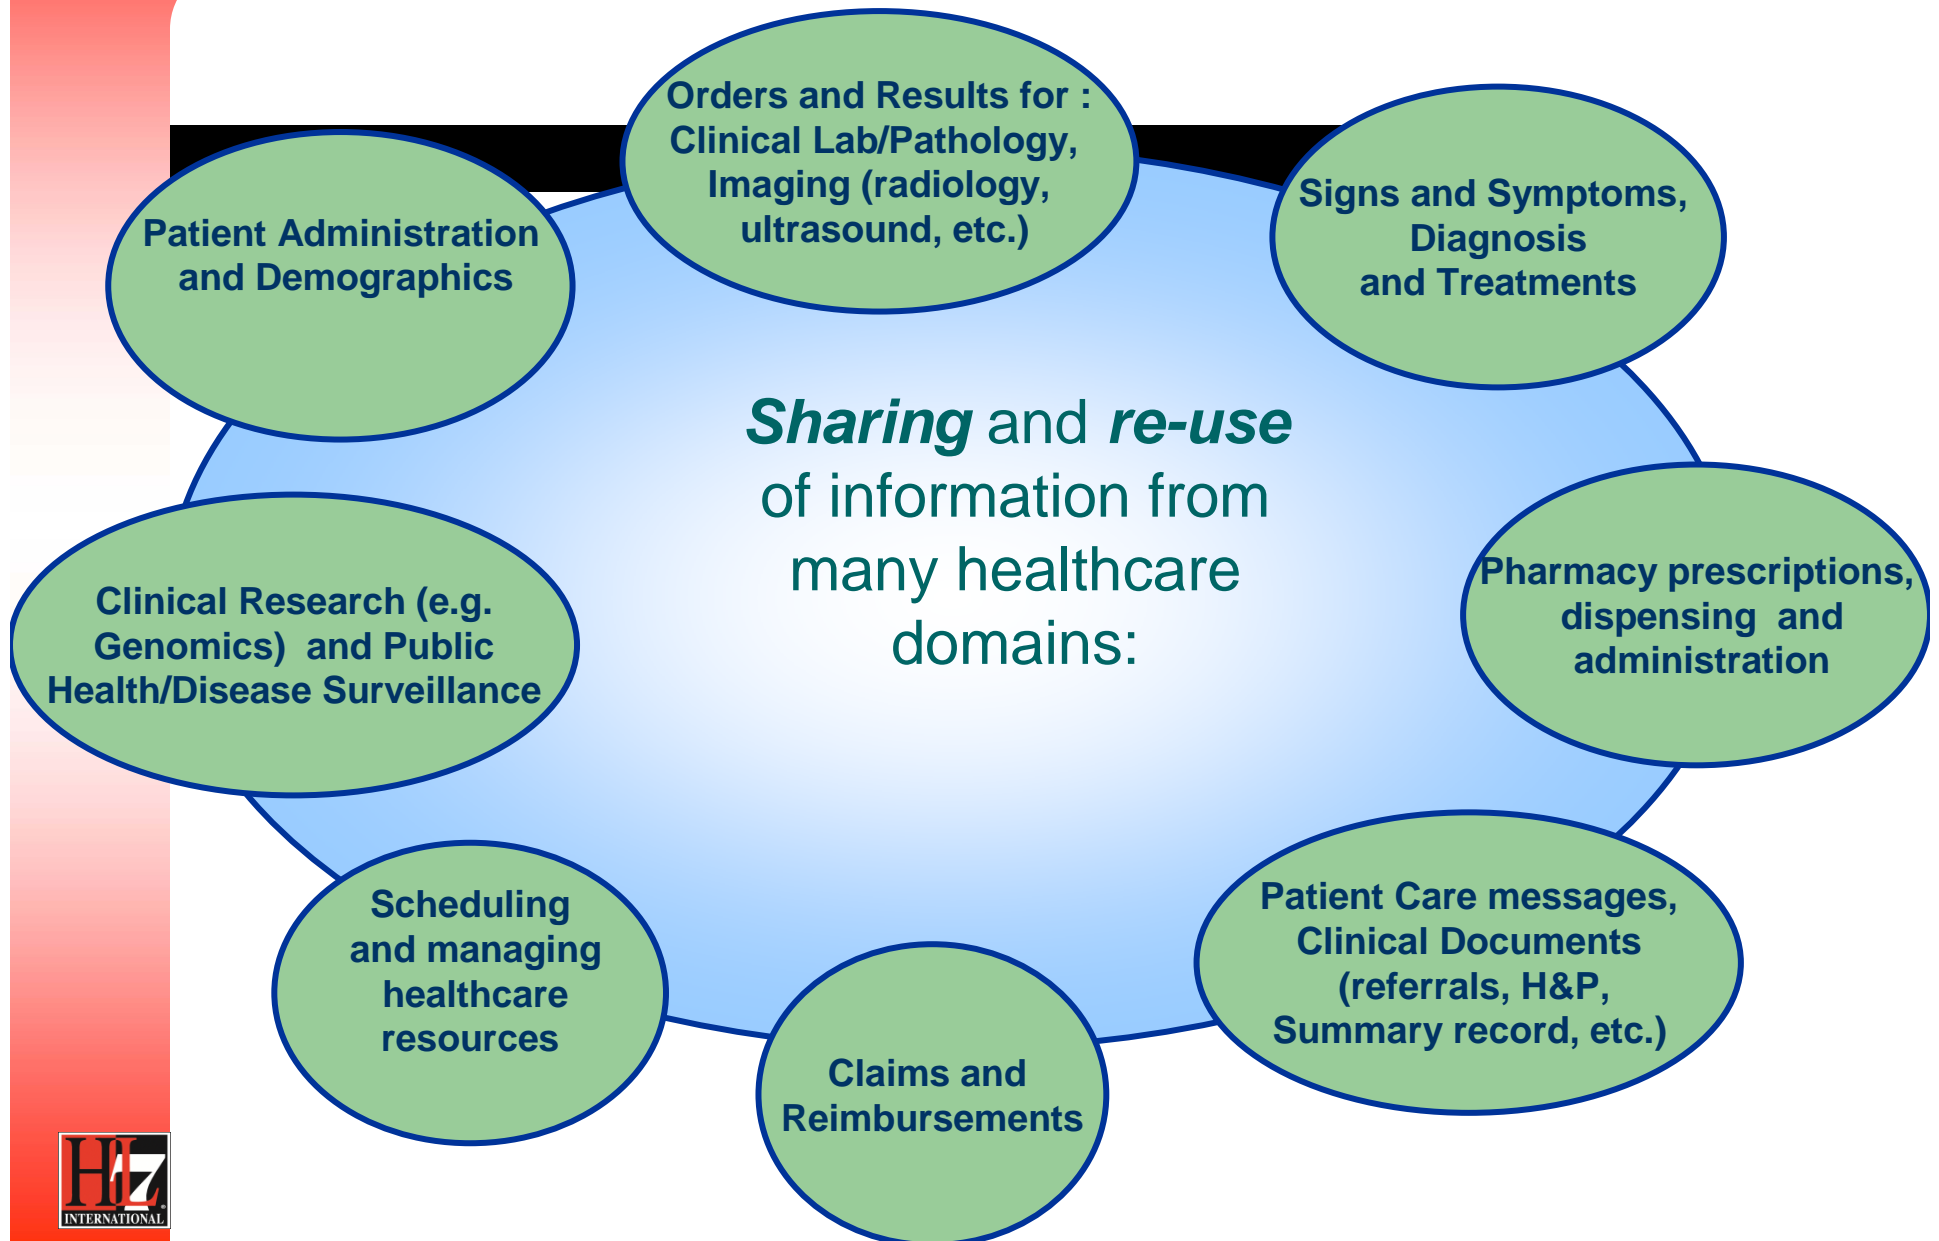 Orders and Results for :
Clinical Lab/Pathology,
Imaging (radiology,
ultrasound, etc.)
Signs and Symptoms,
Diagnosis
and Treatments
Patient Administration
and Demographics
Sharing and re-use
of information from
many healthcare
domains:
Clinical Research (e.g.
Genomics)  and Public
Health/Disease Surveillance
Pharmacy prescriptions,
dispensing  and
administration
Scheduling
and managing
healthcare
resources
Patient Care messages,
Clinical Documents
(referrals, H&P,
Summary record, etc.)
Claims and
Reimbursements
HL7
INTERNATIONAL